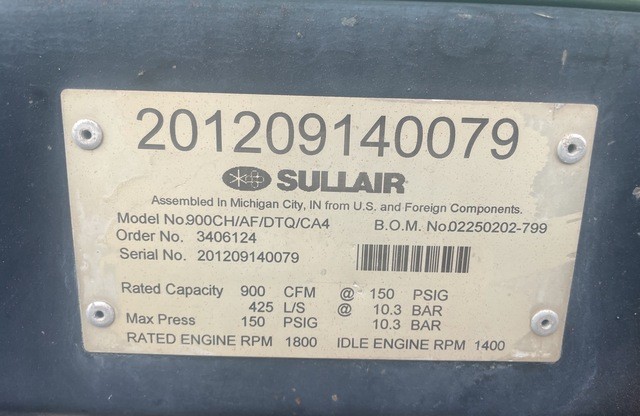 201209140079
SULLAIR
Assembled In Michigan City, IN from U.S. and Foreign Components.
Model No.900CH/AF/DTQ/CA4 B.O.M. No.02250202-799
Order No. 3406124
Serial No. 201209140079
Rated Capacity 900 CFM @ 150 PSIG
425 L/S @ 10.3 BAR
Max Press 150 PSIG 10.3 BAR
RATED ENGINE RPM 1800 IDLE ENGINE RPM 1400